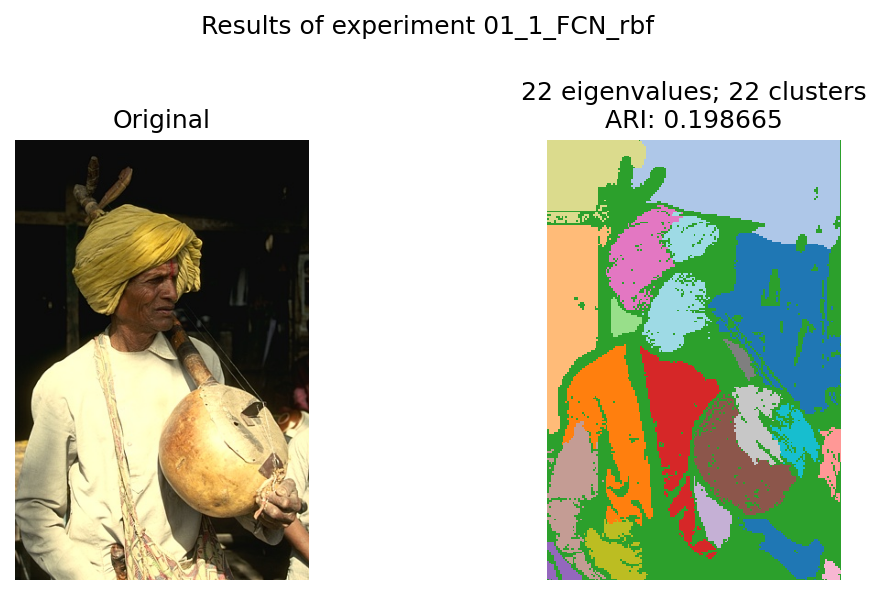 Results of experiment 01_1_FCN_rbf
Original
22 eigenvalues; 22 clusters
ARI: 0.198665